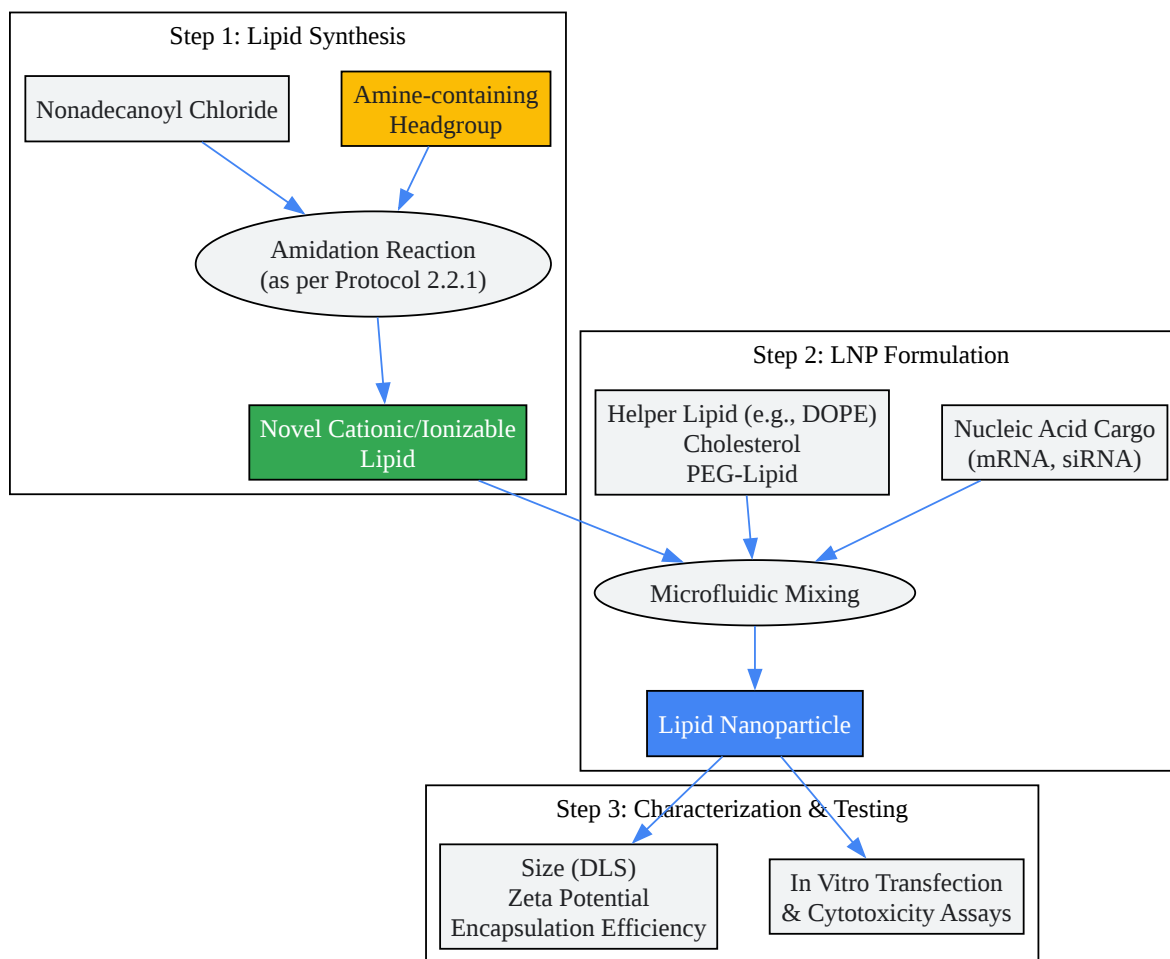 Step 1: Lipid Synthesis
Nonadecanoyl Chloride
Amine-containing
Headgroup
Amidation Reaction
(as per Protocol 2.2.1)
Novel Cationic/Ionizable
Lipid
Step 2: LNP Formulation
Helper Lipid (e.g., DOPE)
Cholesterol
PEG-Lipid
Nucleic Acid Cargo
(mRNA, siRNA)
Microfluidic Mixing
Lipid Nanoparticle
Step 3: Characterization & Testing
Size (DLS)
Zeta Potential
Encapsulation Efficiency
In Vitro Transfection
& Cytotoxicity Assays